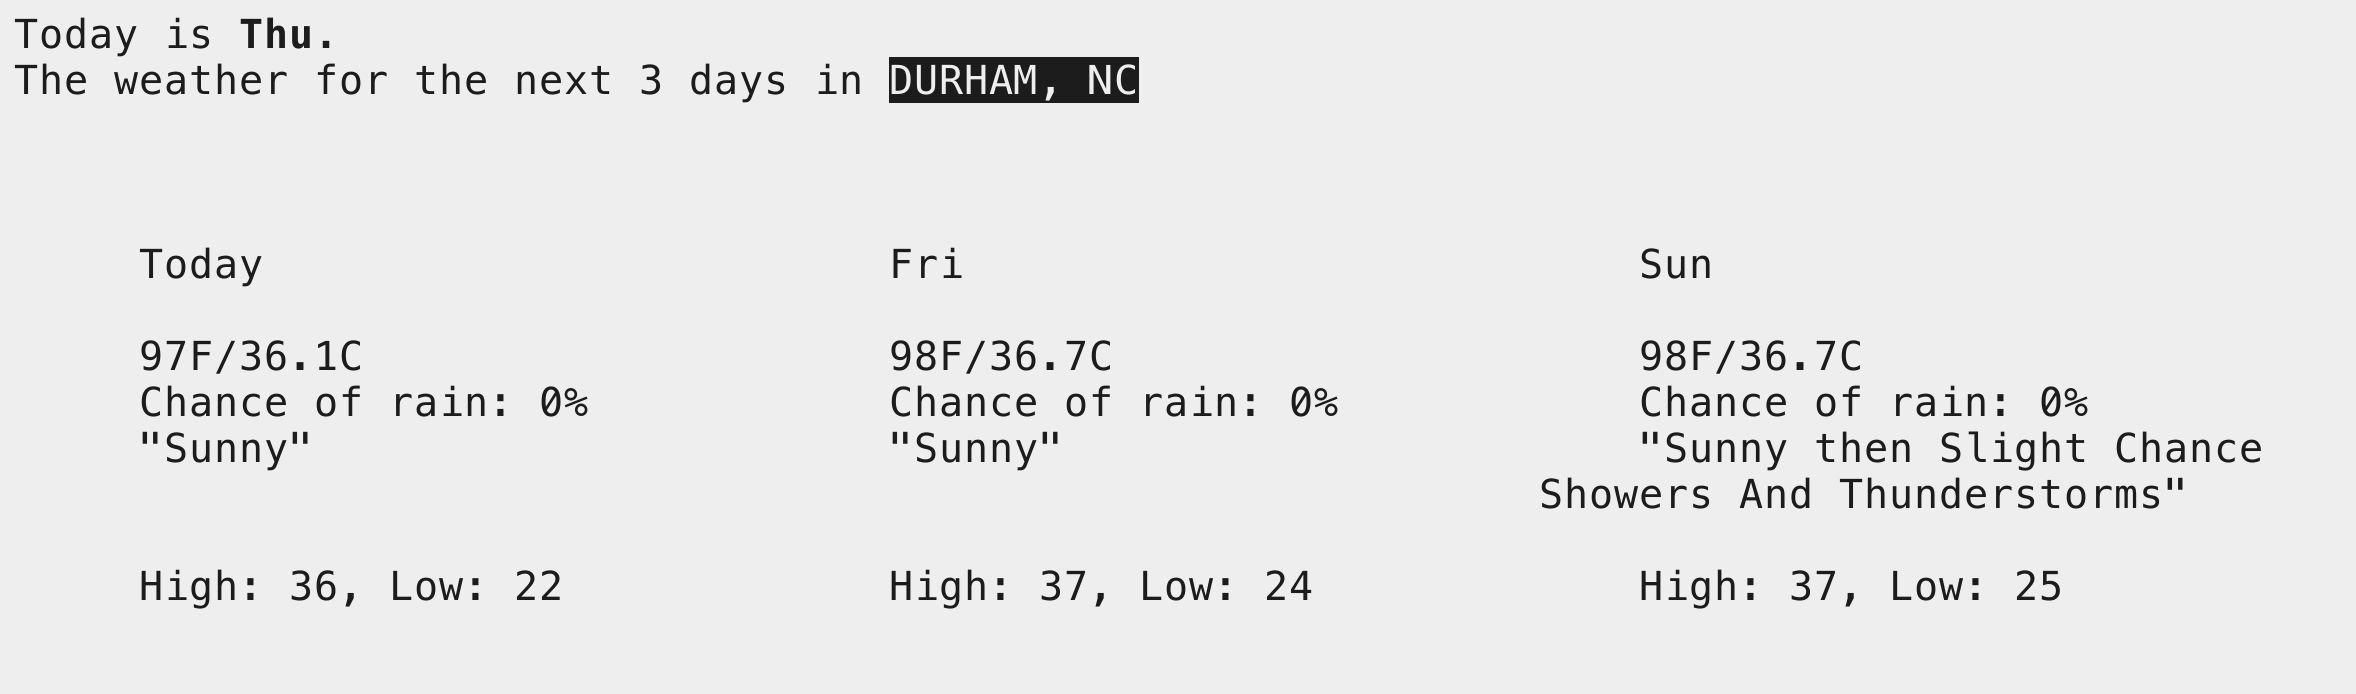 Today is Thu.
The weather for the next 3 days in DURHAM, NC
Today
97F/36.1C
Chance of rain: 0%
"Sunny"
High: 36, Low: 22
Fri
98F/36.7C
Chance of rain: 0%
"Sunny"
High: 37, Low: 24
Sun
98F/36.7C
Chance of rain: 0%
"Sunny then Slight Chance
Showers And Thunderstorms"
High: 37, Low: 25